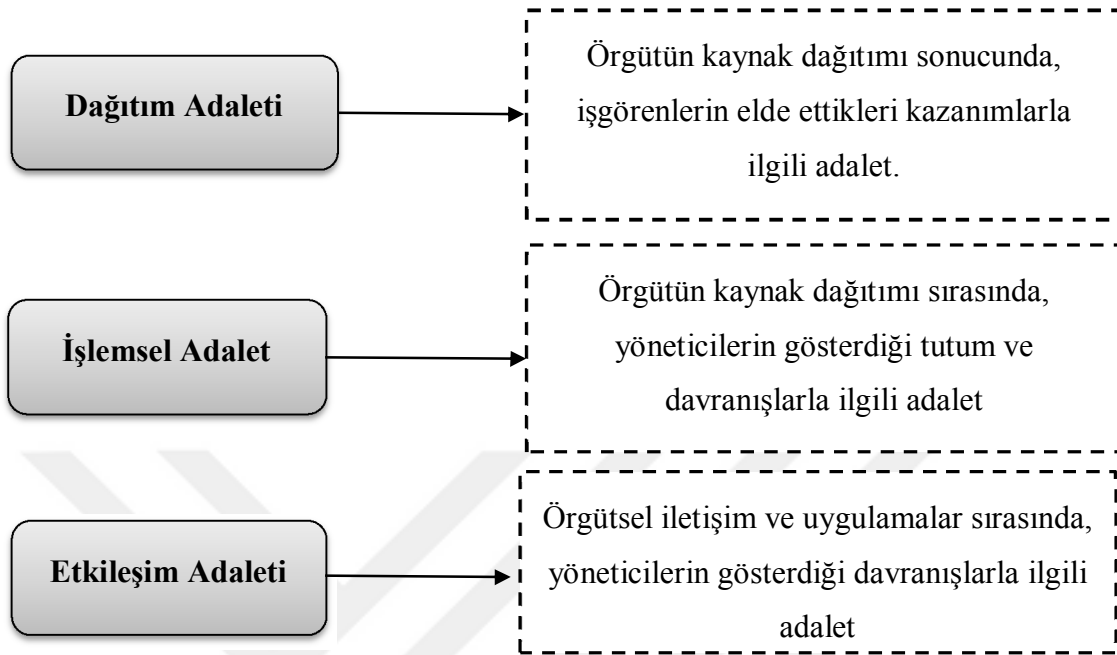 Dağıtım Adaleti
Örgütün kaynak dağıtımı sonucunda,
işgörenlerin elde ettikleri kazanımlarla
ilgili adalet.
İşlemsel Adalet
Örgütün kaynak dağıtımı sırasında,
yöneticilerin gösterdiği tutum ve
davranışlarla ilgili adalet
Etkileşim Adaleti
Örgütsel iletişim ve uygulamalar sırasında,
yöneticilerin gösterdiği davranışlarla ilgili
adalet